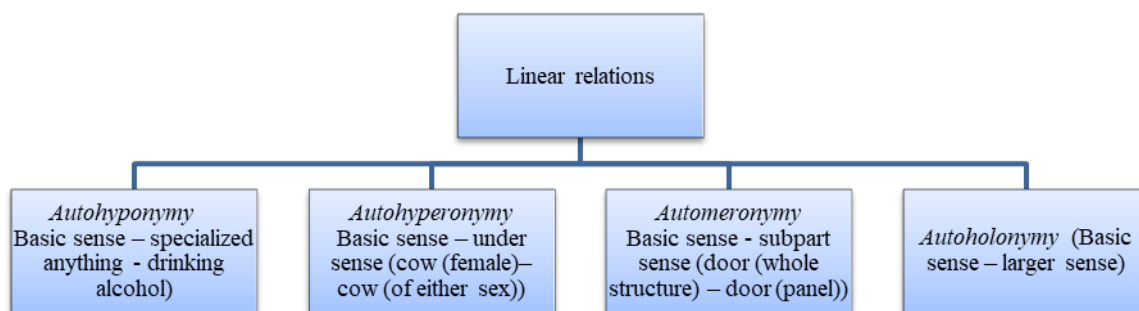 Linear relations
Autohyponymy
Basic sense – specialized
anything - drinking
alcohol)
Autohyperonymy
Basic sense – under
sense (cow (female)–
cow (of either sex))
Automeronymy
Basic sense - subpart
sense (door (whole
structure) – door (panel))
Autoholonymy (Basic
sense – larger sense)